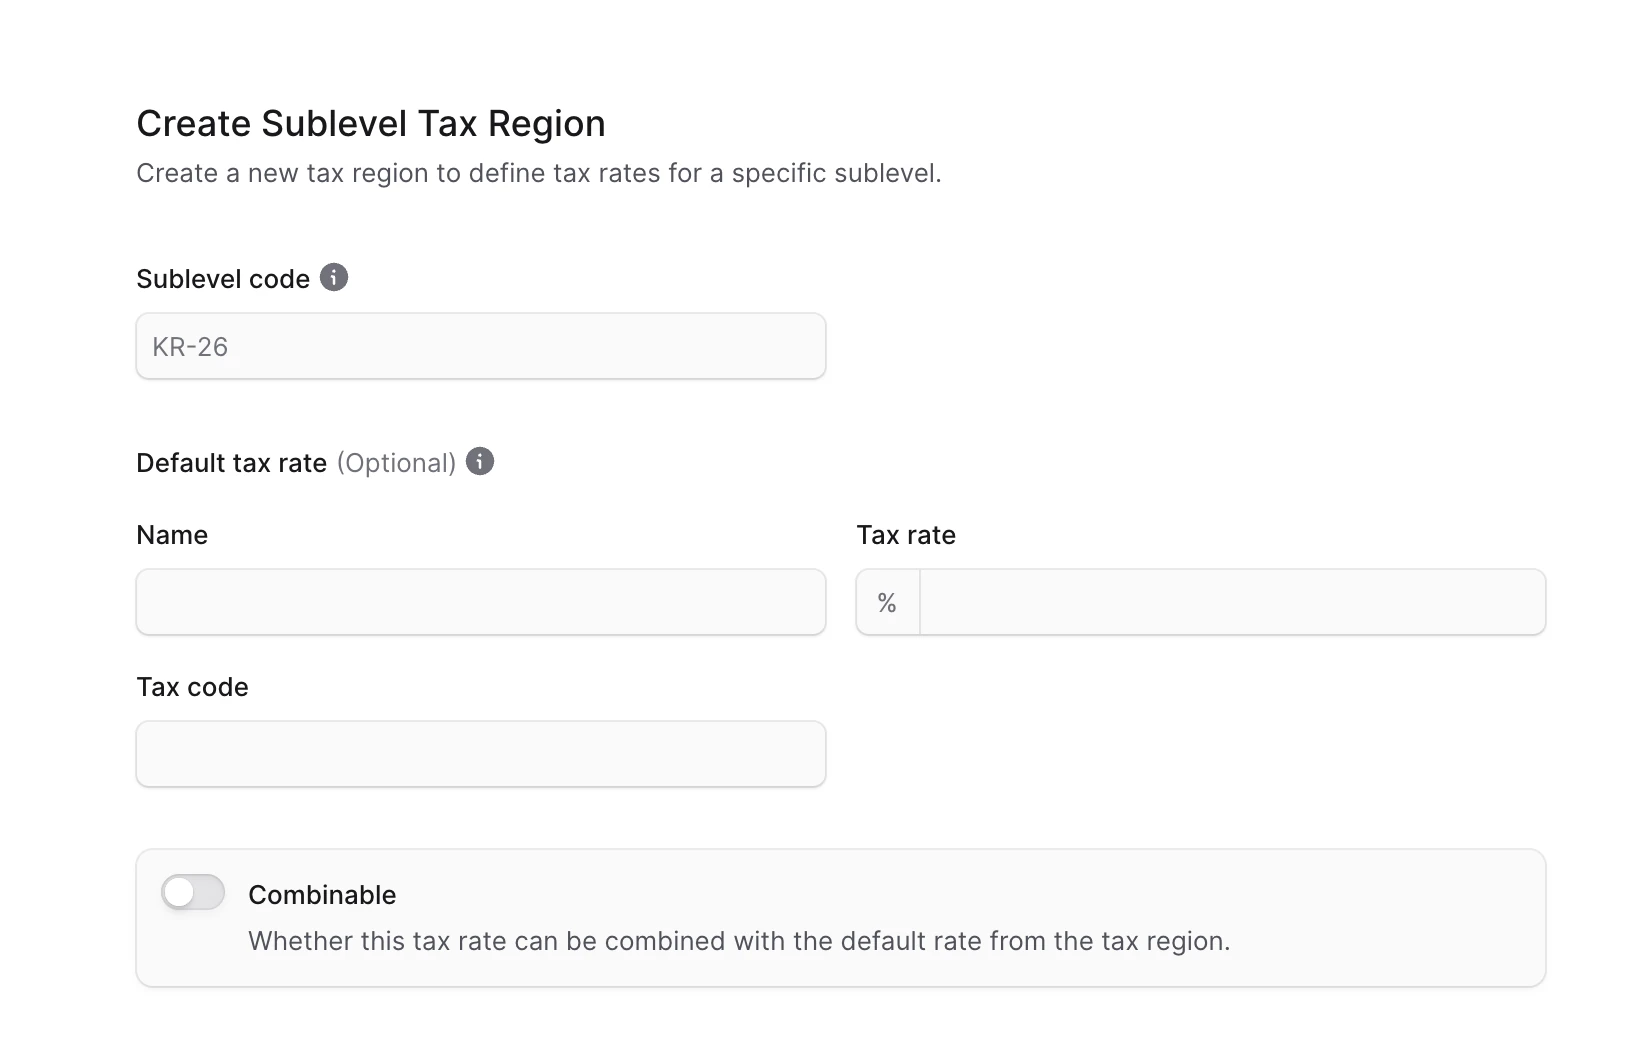 Create Sublevel Tax Region
Create a new tax region to define tax rates for a specific sublevel.
Sublevel code
KR-26
Default tax rate (Optional)
Name
Tax rate
%
Tax code
Combinable
Whether this tax rate can be combined with the default rate from the tax region.